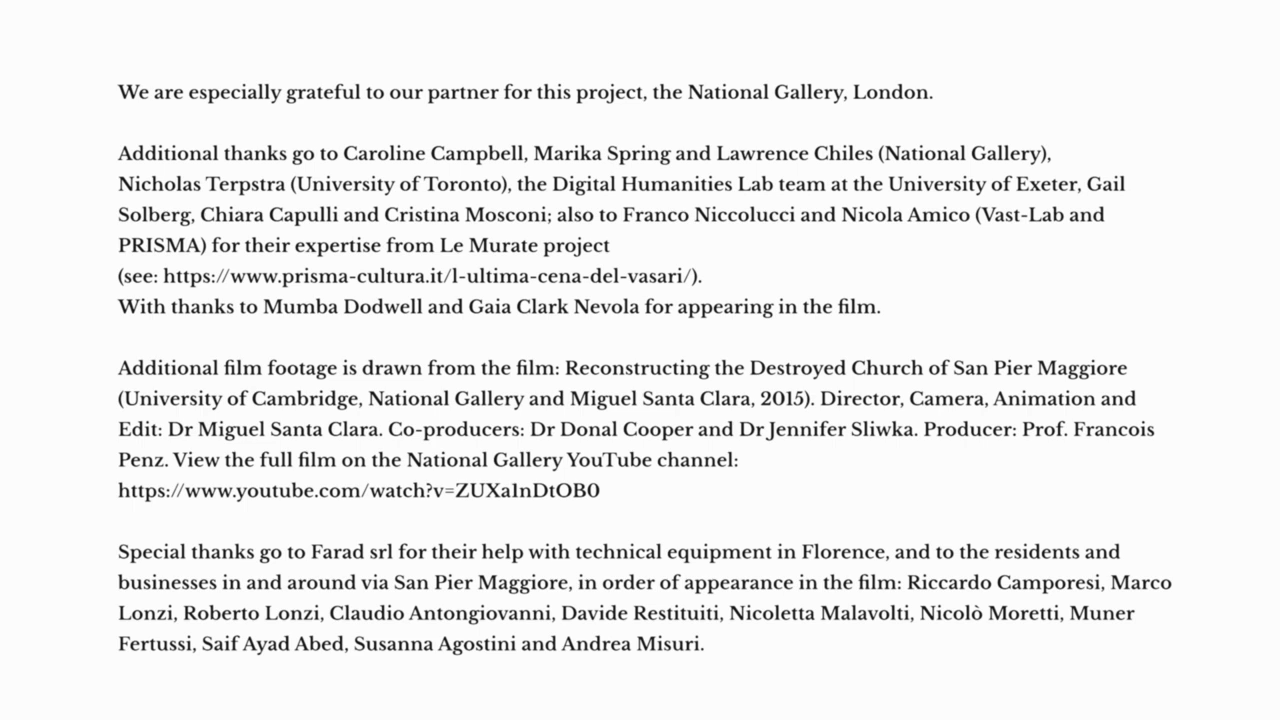 We are especially grateful to our partner for this project, the National Gallery, London.
Additional thanks go to Caroline Campbell, Marika Spring and Lawrence Chiles (National Gallery),
Nicholas Terpstra (University of Toronto), the Digital Humanities Lab team at the University of Exeter, Gail
Solberg, Chiara Capulli and Cristina Mosconi; also to Franco Niccolucci and Nicola Amico (Vast-Lab and
PRISMA) for their expertise from Le Murate project
(see: https://www.prisma-cultura.it/l-ultima-cena-del-vasari/).
With thanks to Mumba Dodwell and Gaia Clark Nevola for appearing in the film.
Additional film footage is drawn from the film: Reconstructing the Destroyed Church of San Pier Maggiore
(University of Cambridge, National Gallery and Miguel Santa Clara, 2015). Director, Camera, Animation and
Edit: Dr Miguel Santa Clara. Co-producers: Dr Donal Cooper and Dr Jennifer Sliwka. Producer: Prof. Francois
Penz. View the full film on the National Gallery YouTube channel:
https://www.youtube.com/watch?v=ZUXa1nDtOB0
Special thanks go to Farad srl for their help with technical equipment in Florence, and to the residents and
businesses in and around via San Pier Maggiore, in order of appearance in the film: Riccardo Camporesi, Marco
Lonzi, Roberto Lonzi, Claudio Antongiovanni, Davide Restituiti, Nicoletta Malavolti, Nicolò Moretti, Muner
Fertussi, Saif Ayad Abed, Susanna Agostini and Andrea Misuri.